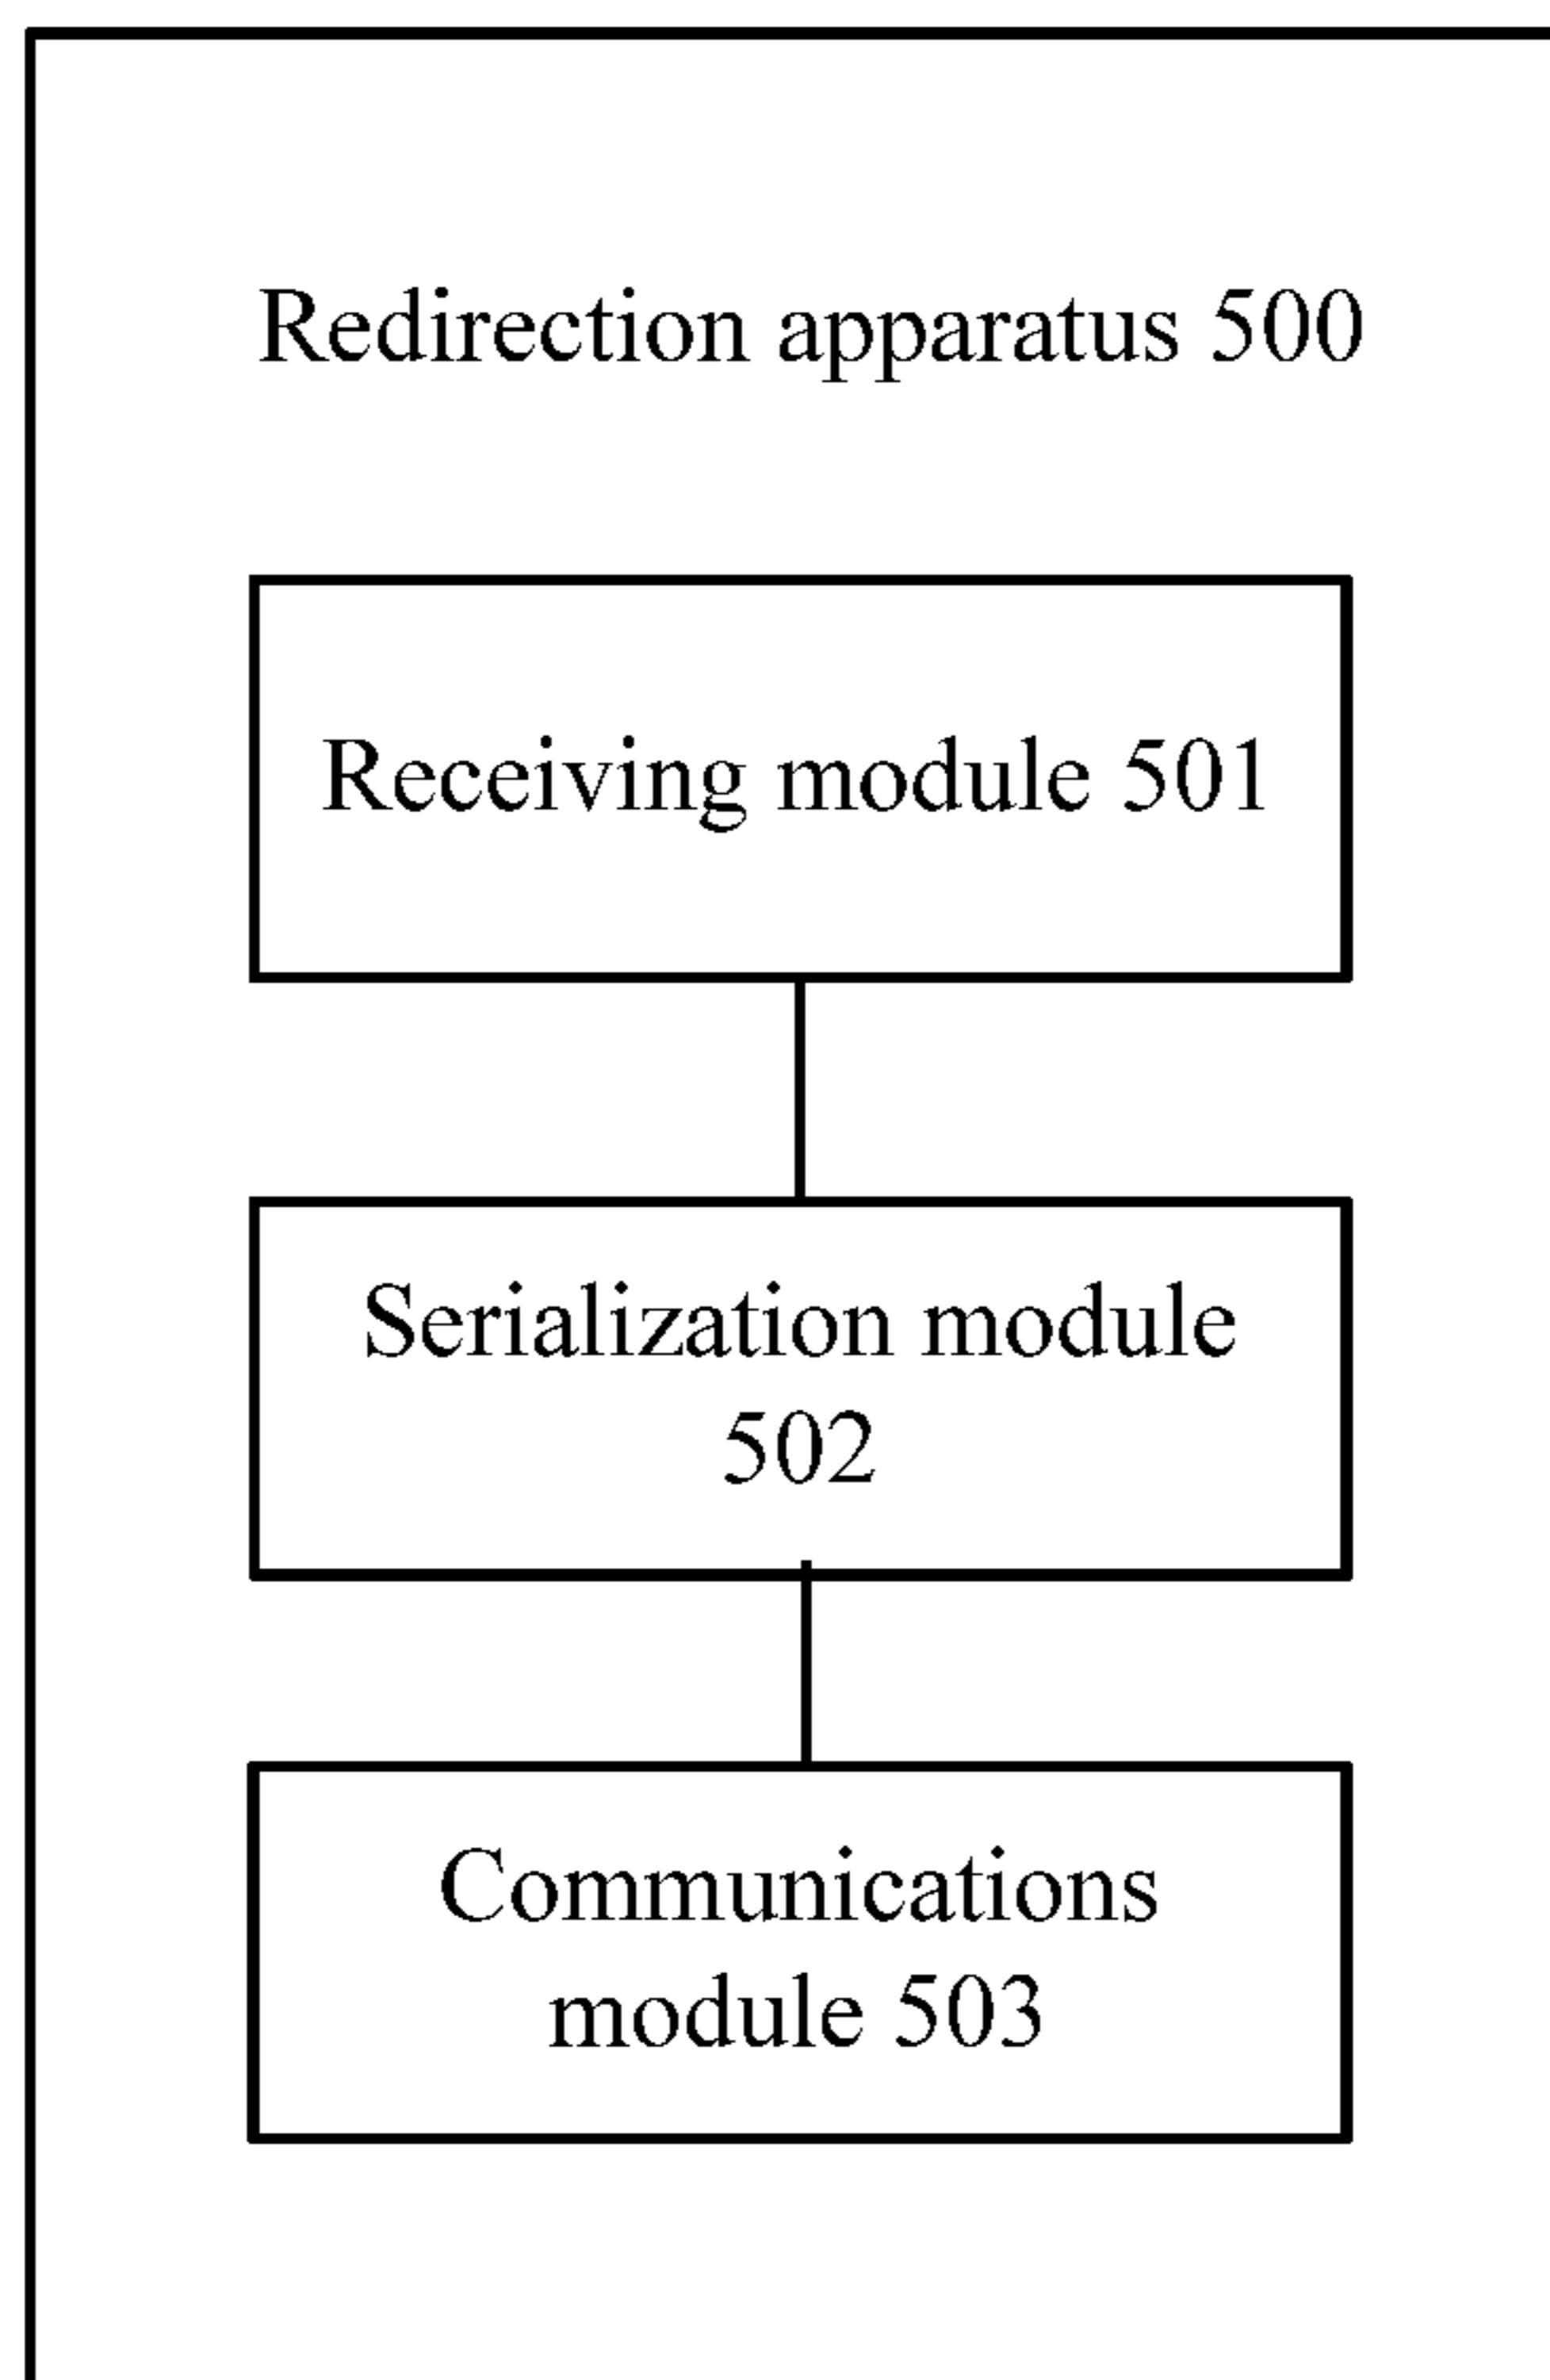 Redirection apparatus 500
Receiving module 501
Serialization module
502
Communications
module 503